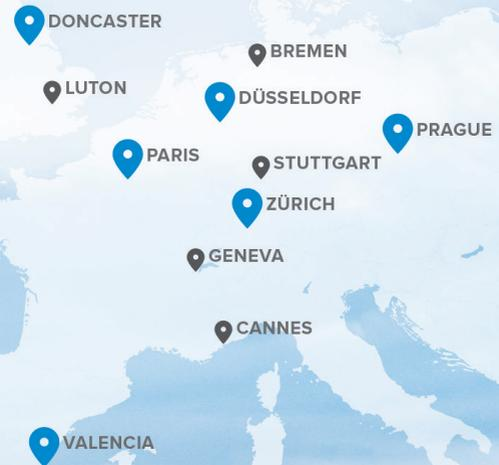 DONCASTER
BREMEN
LUTON
DÜSSELDORF
PRAGUE
PARIS
STUTTGART
ZÜRICH
GENEVA
CANNES
VALENCIA